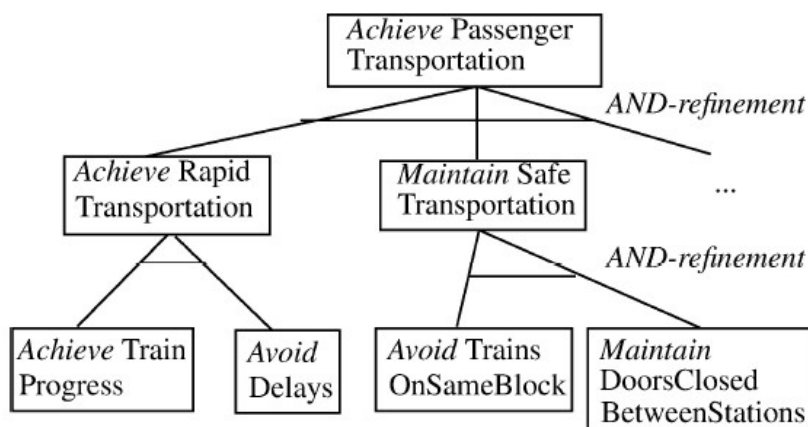 Achieve Passenger
Transportation
AND-refinement
Achieve Rapid
Transportation
Maintain Safe
Transportation
...
AND-refinement
Achieve Train
Progress
Avoid
Delays
Avoid Trains
OnSameBlock
Maintain
DoorsClosed
BetweenStations